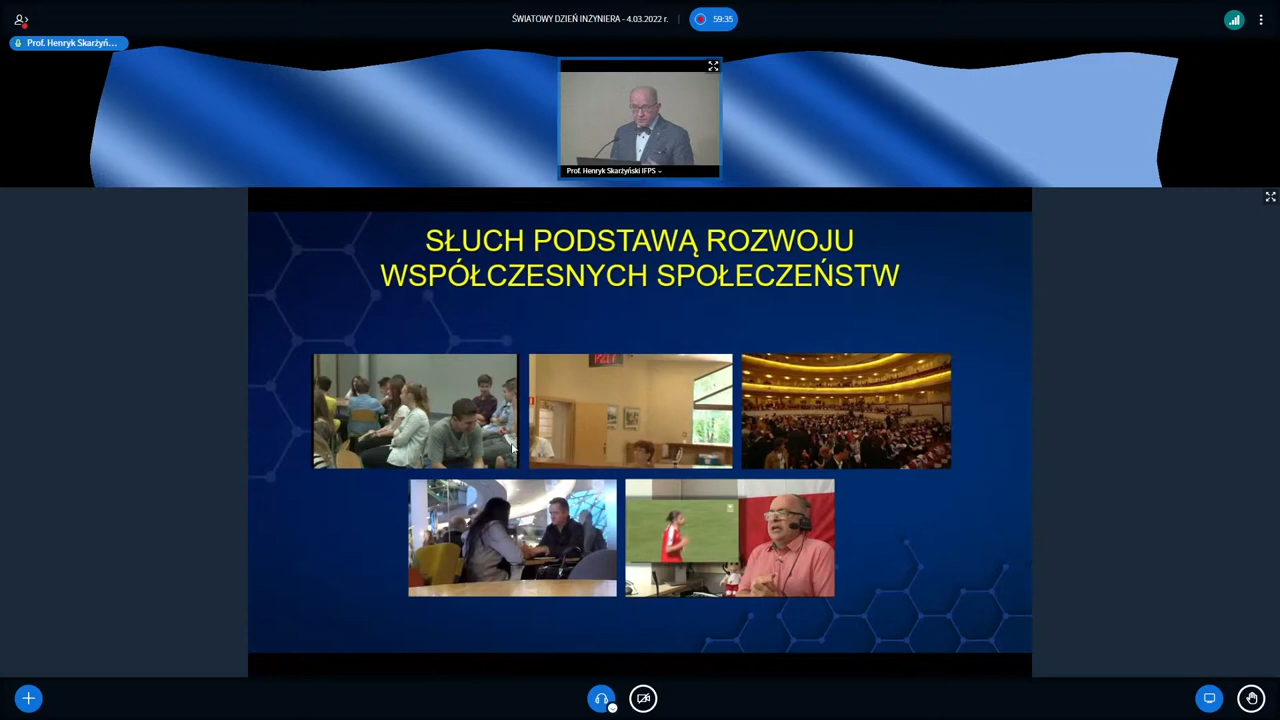 ŚWIATOWY DZIEŃ INZYNIERA - 4.03.2022 r.
59:35
Prof. Henryk Skarżyń…
Prof. Henryk Skarżyński IFPS
SŁUCH PODSTAWĄ ROZWOJU
WSPÓŁCZESNYCH SPOŁECZEŃSTW